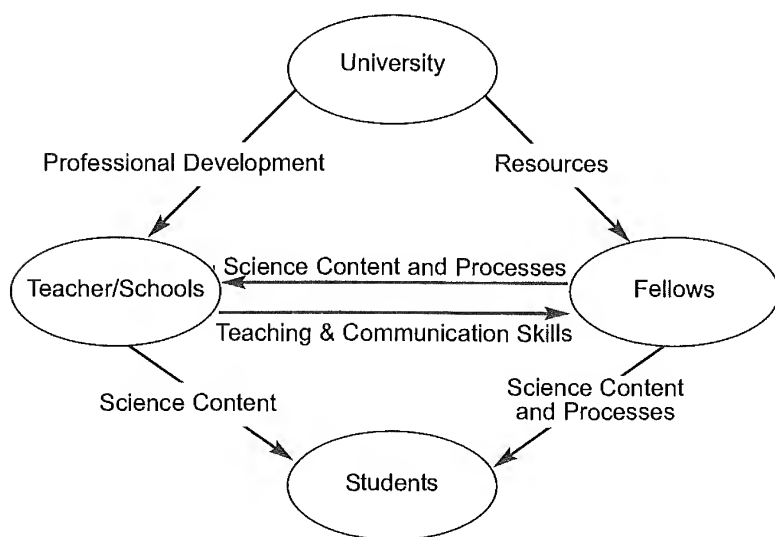 University
Professional Development
Resources
Science Content and Processes
Teacher/Schools
Fellows
Teaching & Communication Skills
Science Content
Science Content
and Processes
Students